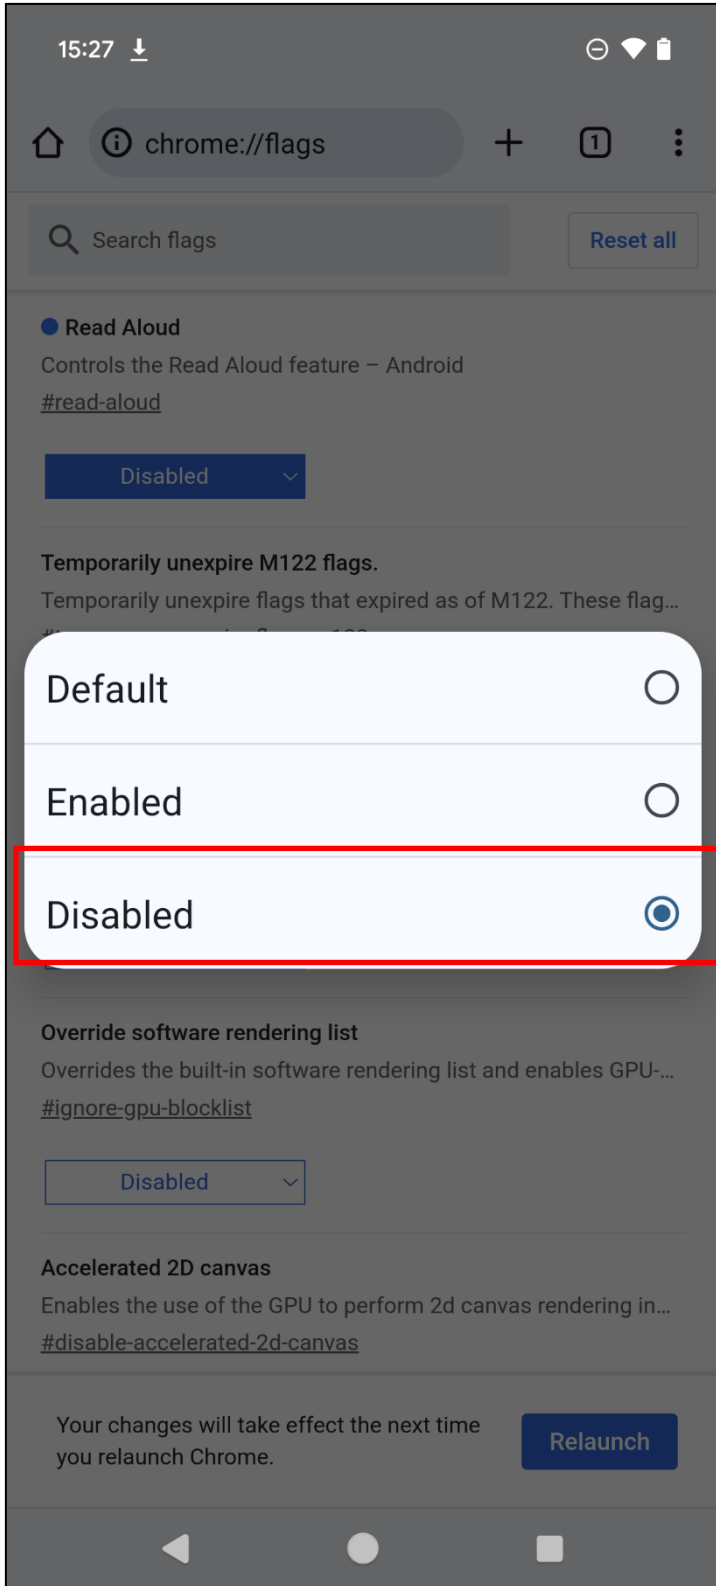 15:27
chrome://flags
1
Search flags
Reset all
Read Aloud
Controls the Read Aloud feature – Android
#read-aloud
Disabled
Temporarily unexpire M122 flags.
Temporarily unexpire flags that expired as of M122. These flag...
Default
Enabled
Disabled
Override software rendering list
Overrides the built-in software rendering list and enables GPU-...
#ignore-gpu-blocklist
Disabled
Accelerated 2D canvas
Enables the use of the GPU to perform 2d canvas rendering in...
#disable-accelerated-2d-canvas
Your changes will take effect the next time
you relaunch Chrome.
Relaunch